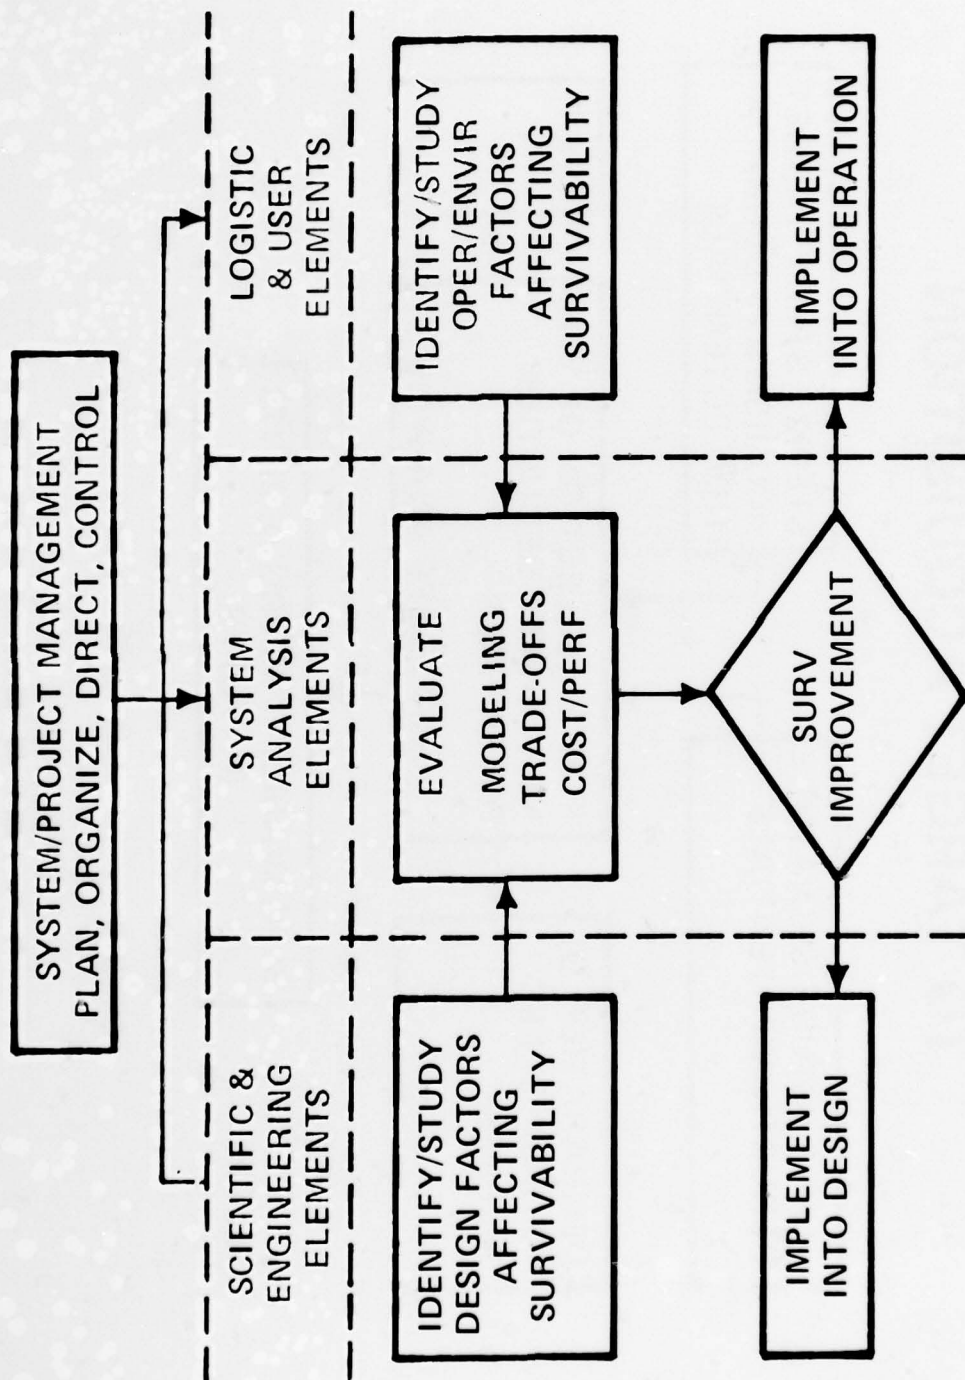 SYSTEM/PROJECT MANAGEMENT
PLAN, ORGANIZE, DIRECT, CONTROL
SCIENTIFIC &
ENGINEERING
ELEMENTS
SYSTEM
ANALYSIS
ELEMENTS
LOGISTIC
& USER
ELEMENTS
IDENTIFY/STUDY
DESIGN FACTORS
AFFECTING
SURVIVABILITY
EVALUATE
MODELING
TRADE-OFFS
COST/PERF
IDENTIFY/STUDY
OPER/ENVIR
FACTORS
AFFECTING
SURVIVABILITY
IMPLEMENT
INTO DESIGN
SURV
IMPROVEMENT
IMPLEMENT
INTO OPERATION